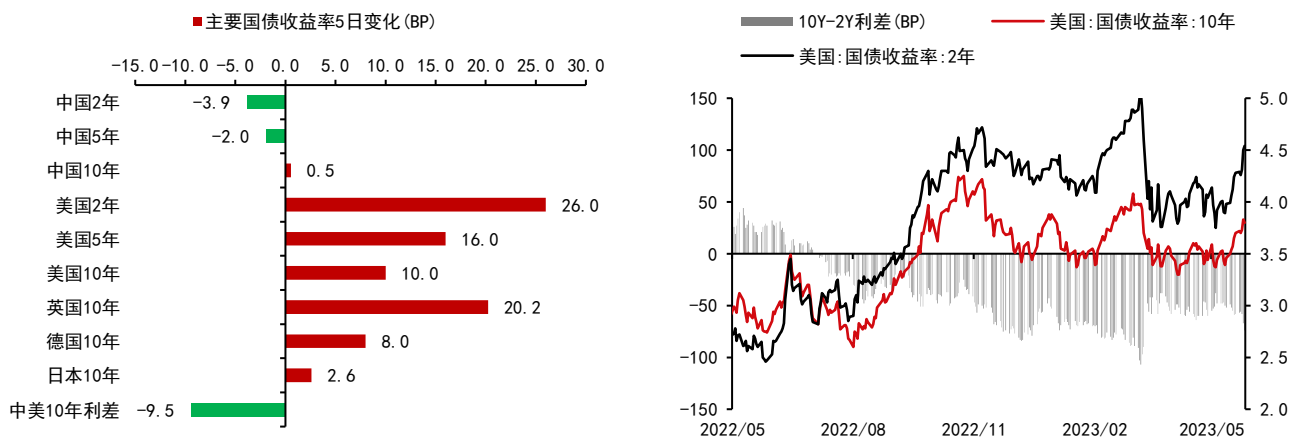 主要国债收益率5日变化(BP)
-15.0 -10.0 -5.0 0.0 5.0 10.0 15.0 20.0 25.0 30.0
中国2年 -3.9
中国5年 -2.0
中国10年 0.5
美国2年 26.0
美国5年 16.0
美国10年 10.0
英国10年 20.2
德国10年 8.0
日本10年 2.6
中美10年利差 -9.5
10Y-2Y利差(BP) 美国:国债收益率:10年
美国:国债收益率:2年
150 5.0
100 4.5
50 4.0
0 3.5
-50 3.0
-100 2.5
-150 2.0
2022/05 2022/08 2022/11 2023/02 2023/05